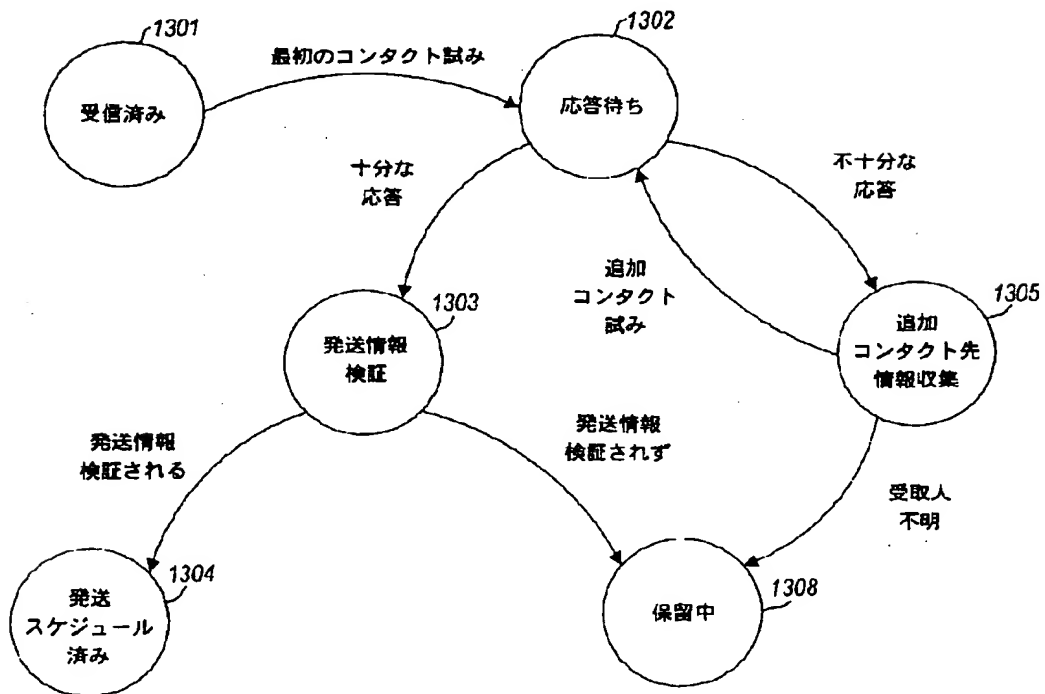 1301
受信済み
最初のコンタクト試み
1302
応答待ち
十分な
応答
不十分な
応答
追加
コンタクト
試み
1303
発送情報
検証
1305
追加
コンタクト先
情報収集
発送情報
検証される
発送情報
検証されず
受取人
不明
1304
発送
スケジュール
済み
1308
保留中